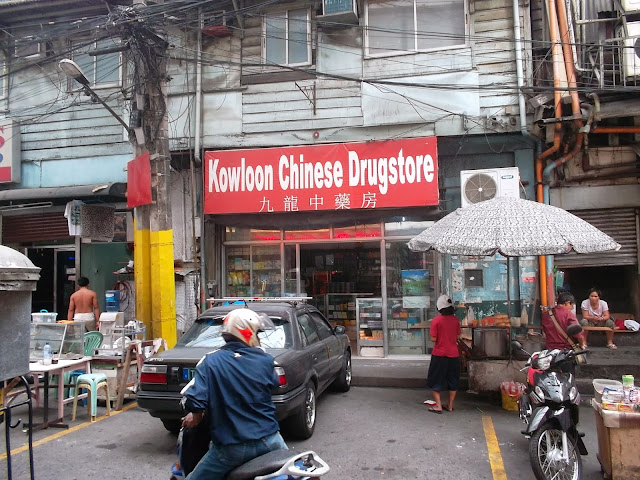 Kowloon Chinese Drugstore
九龍中藥房